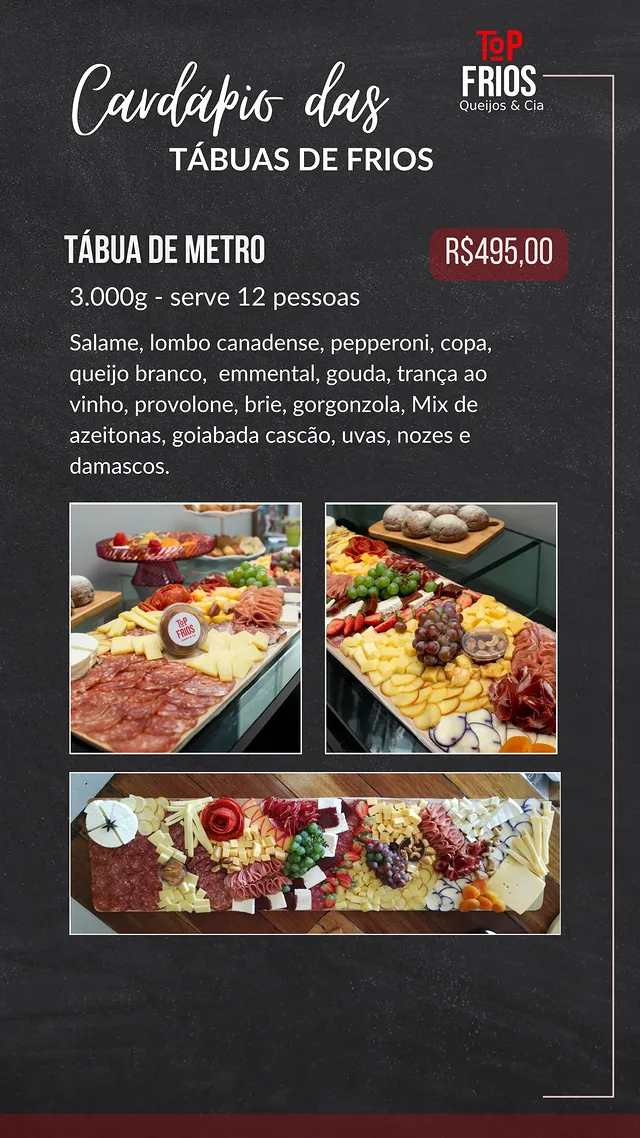 TOP
FRIOS
Queijos & Cia
Cardápio das
TÁBUAS DE FRIOS
TÁBUA DE METRO
R$495,00
3.000g - serve 12 pessoas
Salame, lombo canadense, pepperoni, copa,
queijo branco,  emmental, gouda, trança ao
vinho, provolone, brie, gorgonzola, Mix de
azeitonas, goiabada cascão, uvas, nozes e
damascos.
TOP
FRIOS